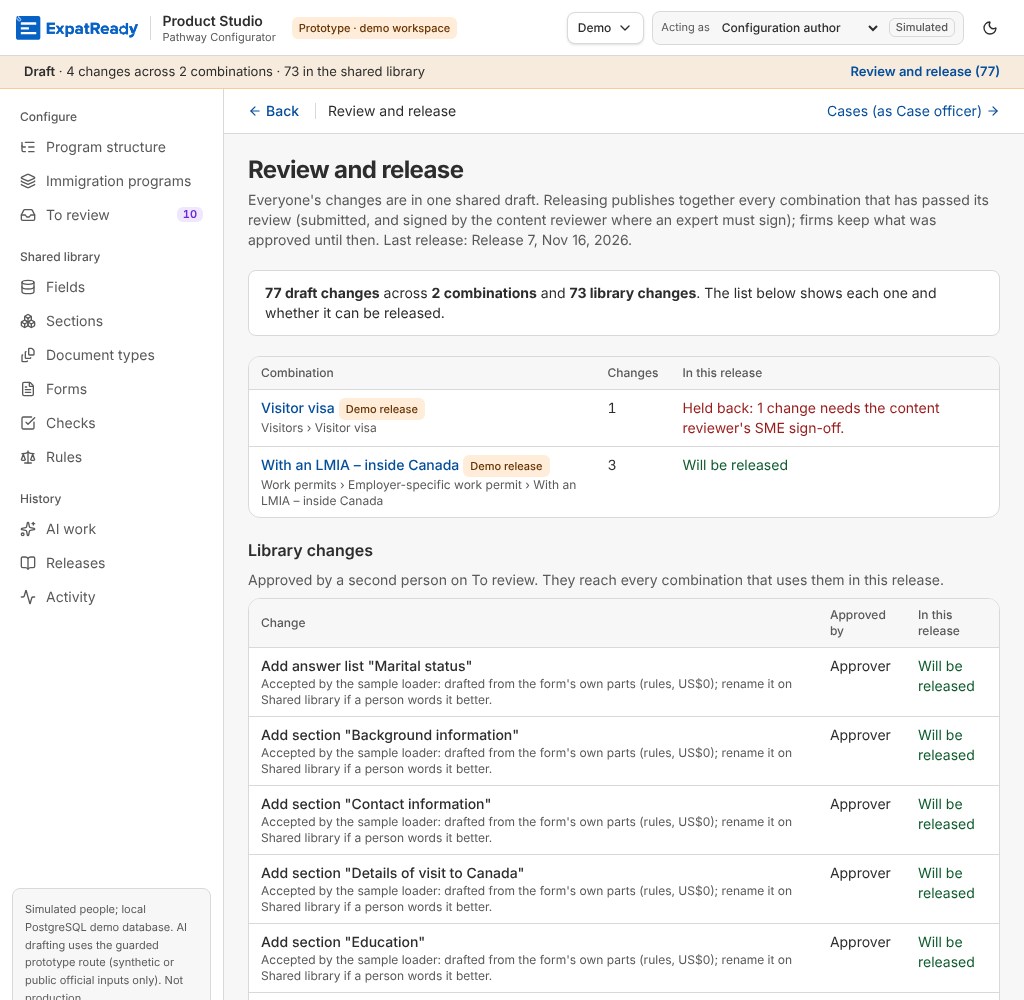 ExpatReady
Product Studio
Pathway Configurator
Prototype · demo workspace
Demo
Acting as
Configuration author
Simulated
Draft · 4 changes across 2 combinations · 73 in the shared library
Review and release (77)
Configure
Program structure
Immigration programs
To review
10
Shared library
Fields
Sections
Document types
Forms
Checks
Rules
History
AI work
Releases
Activity
Simulated people; local
PostgreSQL demo database. AI
drafting uses the guarded
prototype route (synthetic or
public official inputs only). Not
production
← Back
Review and release
Cases (as Case officer) →
Review and release
Everyone's changes are in one shared draft. Releasing publishes together every combination that has passed its
review (submitted, and signed by the content reviewer where an expert must sign); firms keep what was
approved until then. Last release: Release 7, Nov 16, 2026.
77 draft changes across 2 combinations and 73 library changes. The list below shows each one and
whether it can be released.
Combination
Changes
In this release
Visitor visa
Demo release
Visitors › Visitor visa
1
Held back: 1 change needs the content
reviewer's SME sign-off.
With an LMIA – inside Canada
Demo release
Work permits › Employer-specific work permit › With an
LMIA – inside Canada
3
Will be released
Library changes
Approved by a second person on To review. They reach every combination that uses them in this release.
Change
Approved
by
In this
release
Add answer list "Marital status"
Accepted by the sample loader: drafted from the form's own parts (rules, US$0); rename it on
Shared library if a person words it better.
Approver
Will be
released
Add section "Background information"
Accepted by the sample loader: drafted from the form's own parts (rules, US$0); rename it on
Shared library if a person words it better.
Approver
Will be
released
Add section "Contact information"
Accepted by the sample loader: drafted from the form's own parts (rules, US$0); rename it on
Shared library if a person words it better.
Approver
Will be
released
Add section "Details of visit to Canada"
Accepted by the sample loader: drafted from the form's own parts (rules, US$0); rename it on
Shared library if a person words it better.
Approver
Will be
released
Add section "Education"
Accepted by the sample loader: drafted from the form's own parts (rules, US$0); rename it on
Shared library if a person words it better.
Approver
Will be
released